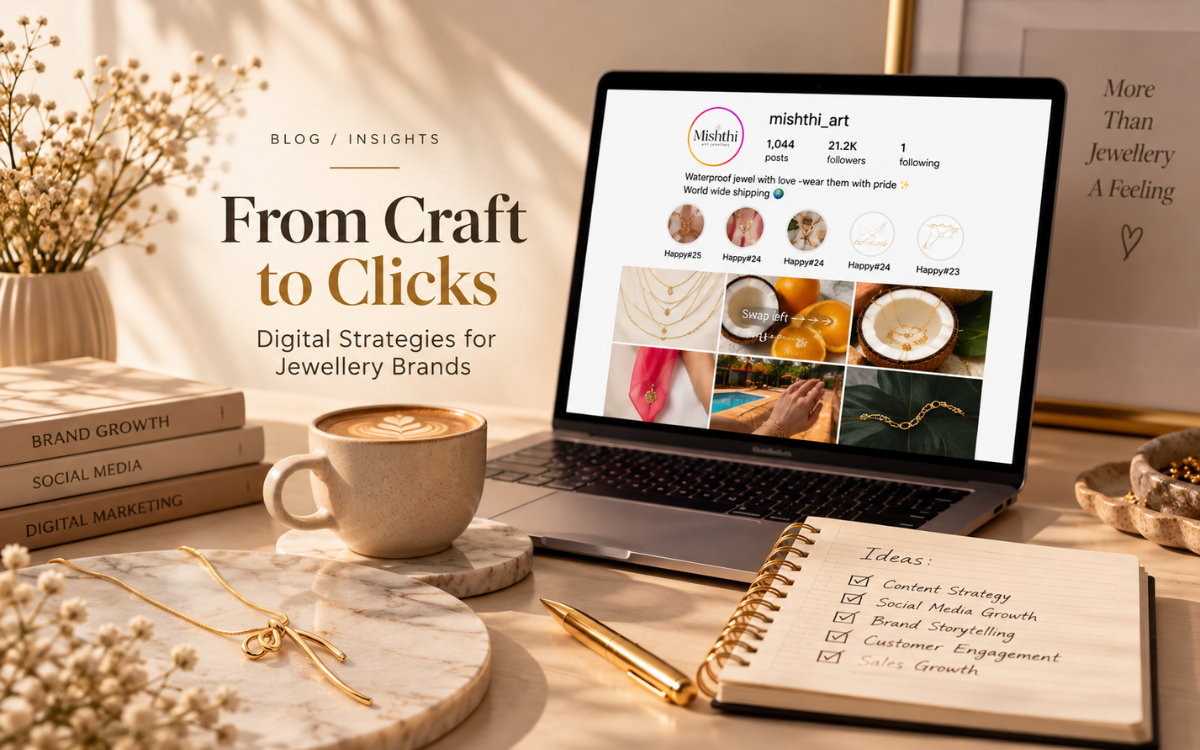 BLOG / INSIGHTS
From Craft
to Clicks
Digital Strategies for
Jewellery Brands
BRAND GROWTH
SOCIAL MEDIA
DIGITAL MARKETING
Mishthi
art jewellery
mishthi_art
1,044
posts
21.2K
followers
1
following
Waterproof jewel with love -wear them with pride ✨
World wide shipping 🌍
Happy#25
Happy#24
Happy#24
Happy#24
Happy#23
Swap left
More
Than
Jewellery
A Feeling
Ideas:
Content Strategy
Social Media Growth
Brand Storytelling
Customer Engagement
Sales Growth